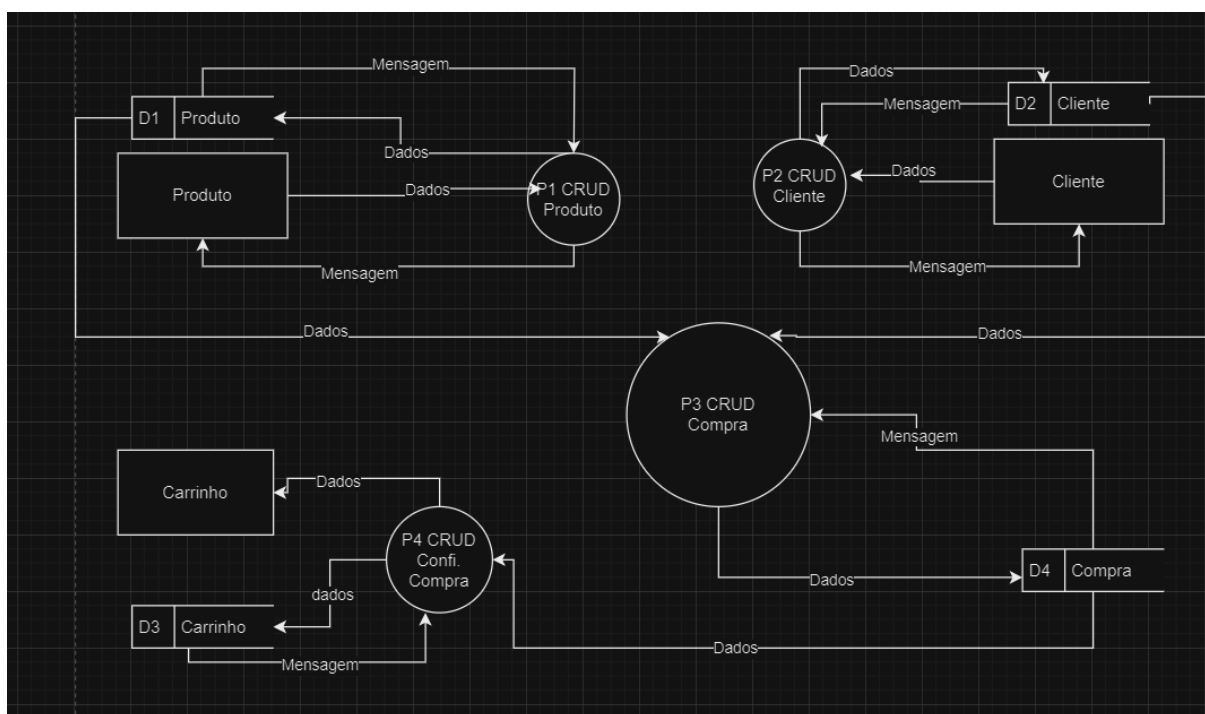 Mensagem
Dados
D1 Produto
Mensagem
D2 Cliente
Dados
Produto
Dados
P1 CRUD
Produto
P2 CRUD
Cliente
Dados
Cliente
Mensagem
Mensagem
Dados
Dados
P3 CRUD
Compra
Mensagem
Carrinho
Dados
P4 CRUD
Confi.
Compra
Dados
D4 Compra
dados
D3 Carrinho
Mensagem
Dados